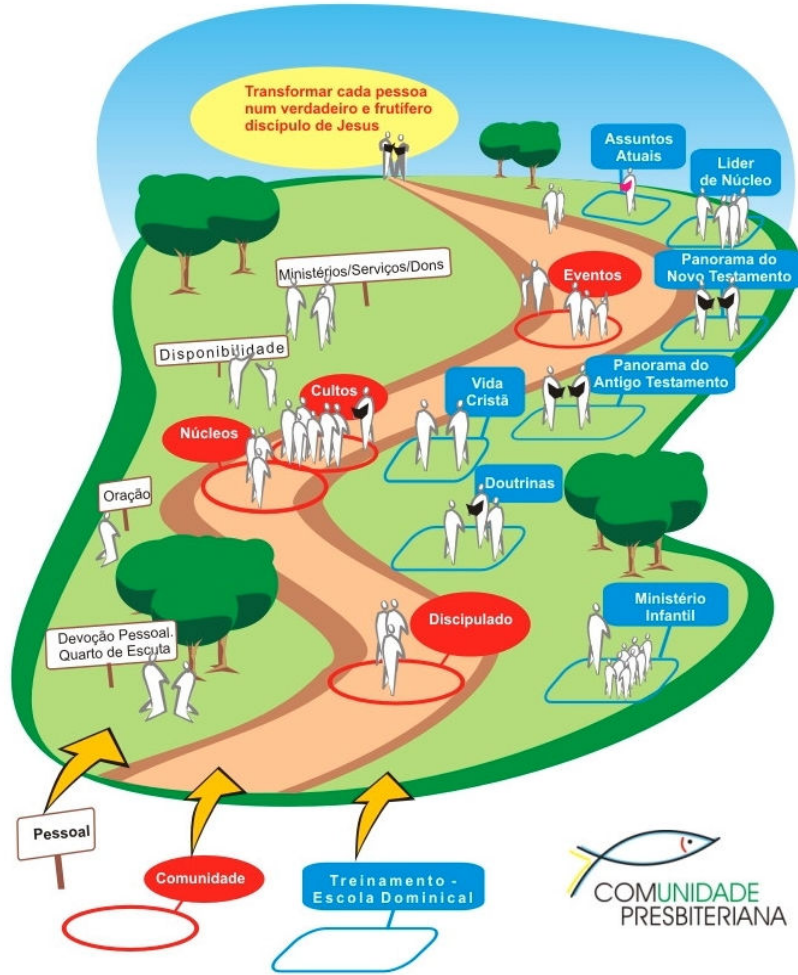 Transformar cada pessoa
num verdadeiro e frutífero
discípulo de Jesus
Assuntos
Atuais
Lider
de Núcleo
Ministérios/Serviços/Dons
Eventos
Panorama do
Novo Testamento
Disponibilidade
Cultos
Vida
Cristã
Panorama do
Antigo Testamento
Núcleos
Oração
Doutrinas
Devoção Pessoal.
Quarto de Escuta
Discipulado
Ministério
Infantil
Pessoal
Comunidade
Treinamento -
Escola Dominical
COMUNIDADE
PRESBITERIANA